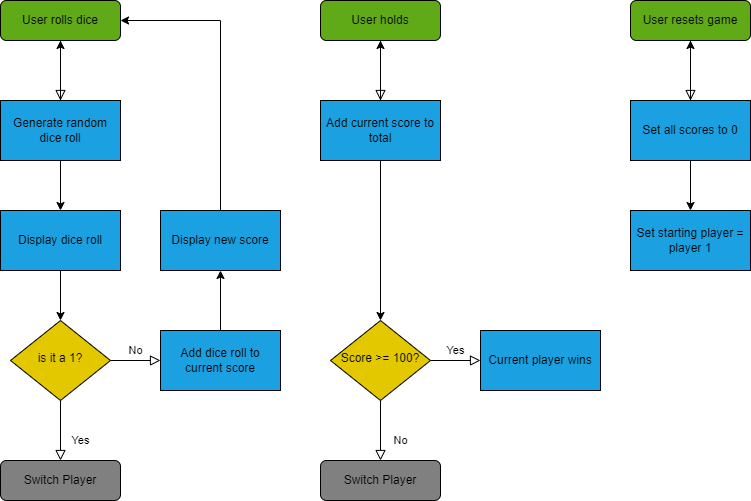 User rolls dice
User holds
User resets game
Generate random
dice roll
Add current score to
total
Set all scores to 0
Display dice roll
Display new score
Set starting player =
player 1
is it a 1?
No
Add dice roll to
current score
Score >= 100?
Yes
Current player wins
Yes
No
Switch Player
Switch Player